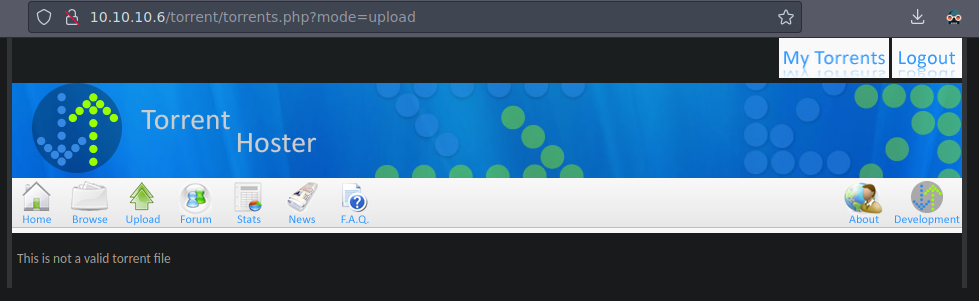 10.10.10.6/torrent/torrents.php?mode=upload
My Torrents Logout
Torrent
Hoster
Home Browse Upload Forum Stats News F.A.Q. About Development
This is not a valid torrent file